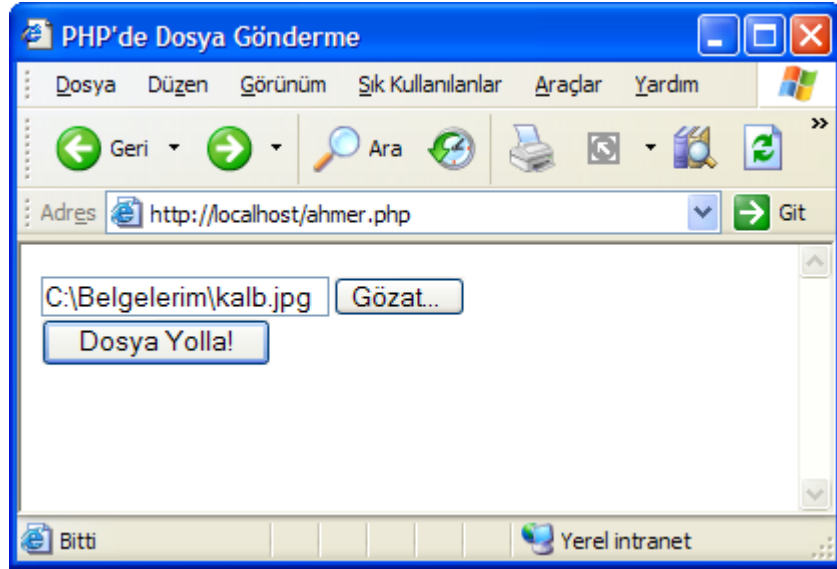 PHP'de Dosya Gönderme
Dosya Düzen Görünüm Sık Kullanılanlar Araçlar Yardım
Geri Ara »
Adres http://localhost/ahmer.php Git
C:\Belgelerim\kalb.jpg Gözat...
Dosya Yolla!
Bitti Yerel intranet